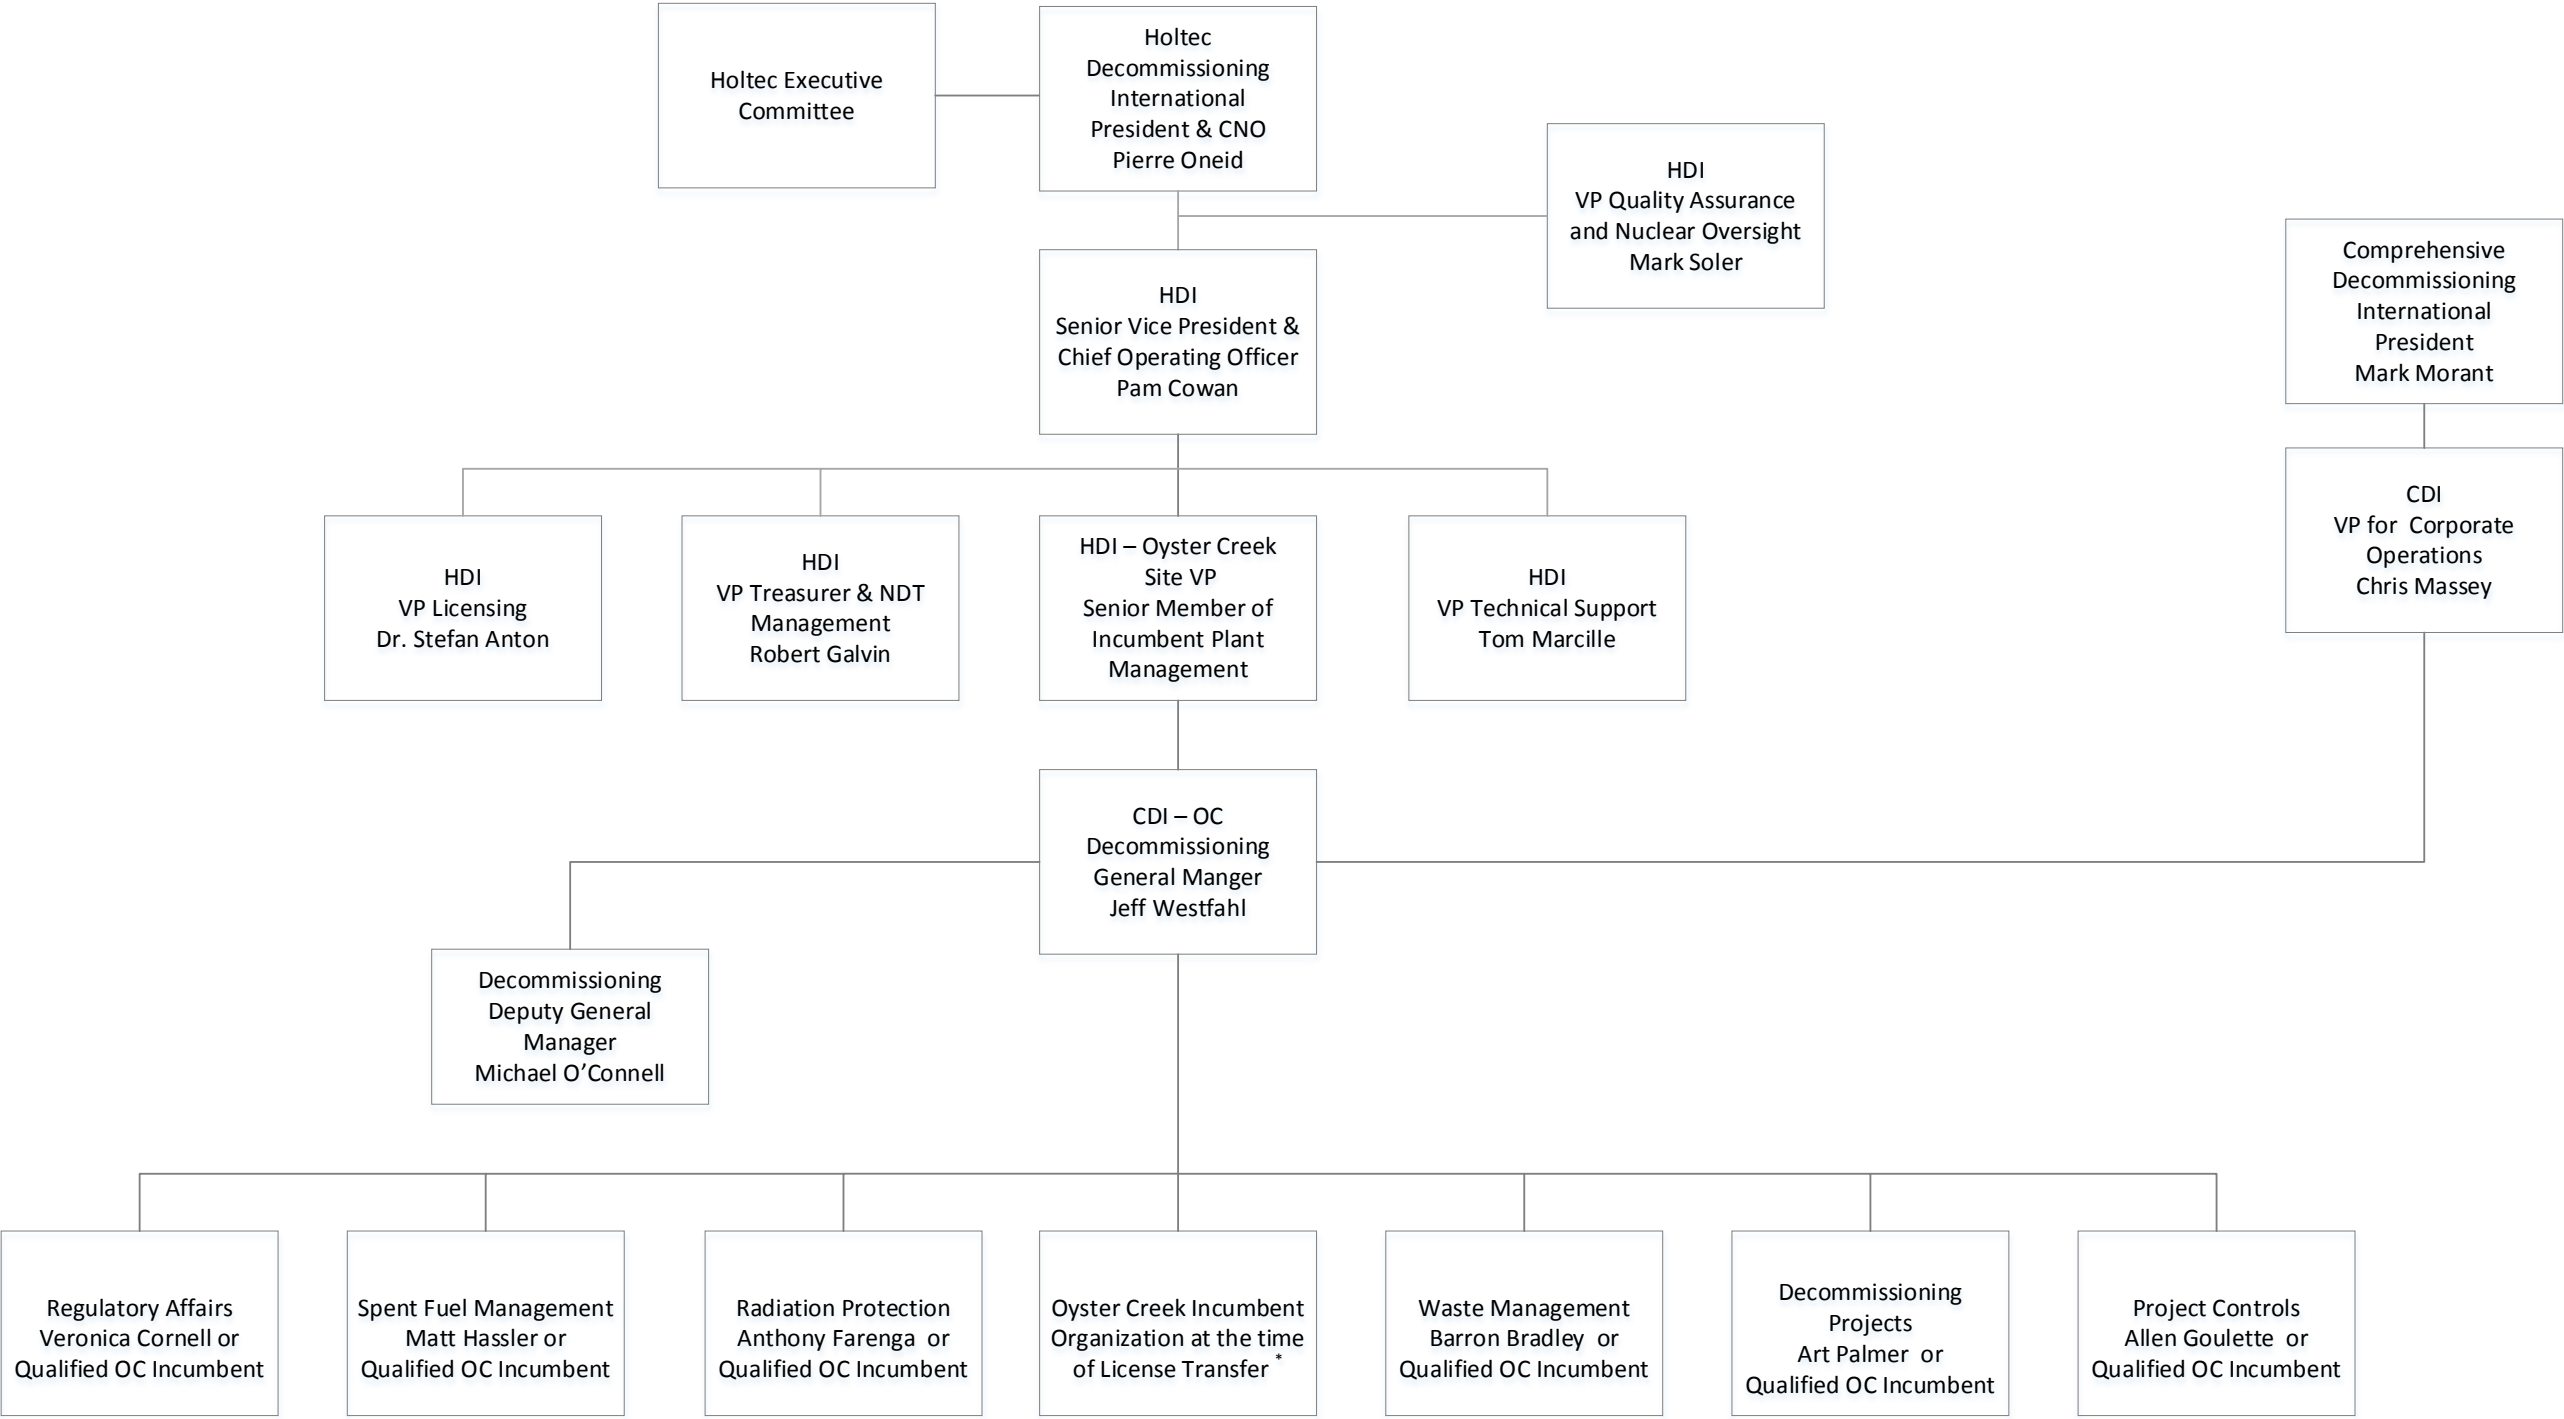 Holtec Executive
Committee
Holtec
Decommissioning
International
President & CNO
Pierre Oneid
HDI
VP Quality Assurance
and Nuclear Oversight
Mark Soler
HDI
Senior Vice President &
Chief Operating Officer
Pam Cowan
Comprehensive
Decommissioning
International
President
Mark Morant
CDI
VP for  Corporate
Operations
Chris Massey
HDI
VP Licensing
Dr. Stefan Anton
HDI
VP Treasurer & NDT
Management
Robert Galvin
HDI – Oyster Creek
Site VP
Senior Member of
Incumbent Plant
Management
HDI
VP Technical Support
Tom Marcille
CDI – OC
Decommissioning
General Manger
Jeff Westfahl
Decommissioning
Deputy General
Manager
Michael O’Connell
Regulatory Affairs
Veronica Cornell or
Qualified OC Incumbent
Spent Fuel Management
Matt Hassler or
Qualified OC Incumbent
Radiation Protection
Anthony Farenga  or
Qualified OC Incumbent
Oyster Creek Incumbent
Organization at the time
of License Transfer *
Waste Management
Barron Bradley  or
Qualified OC Incumbent
Decommissioning
Projects
Art Palmer  or
Qualified OC Incumbent
Project Controls
Allen Goulette  or
Qualified OC Incumbent